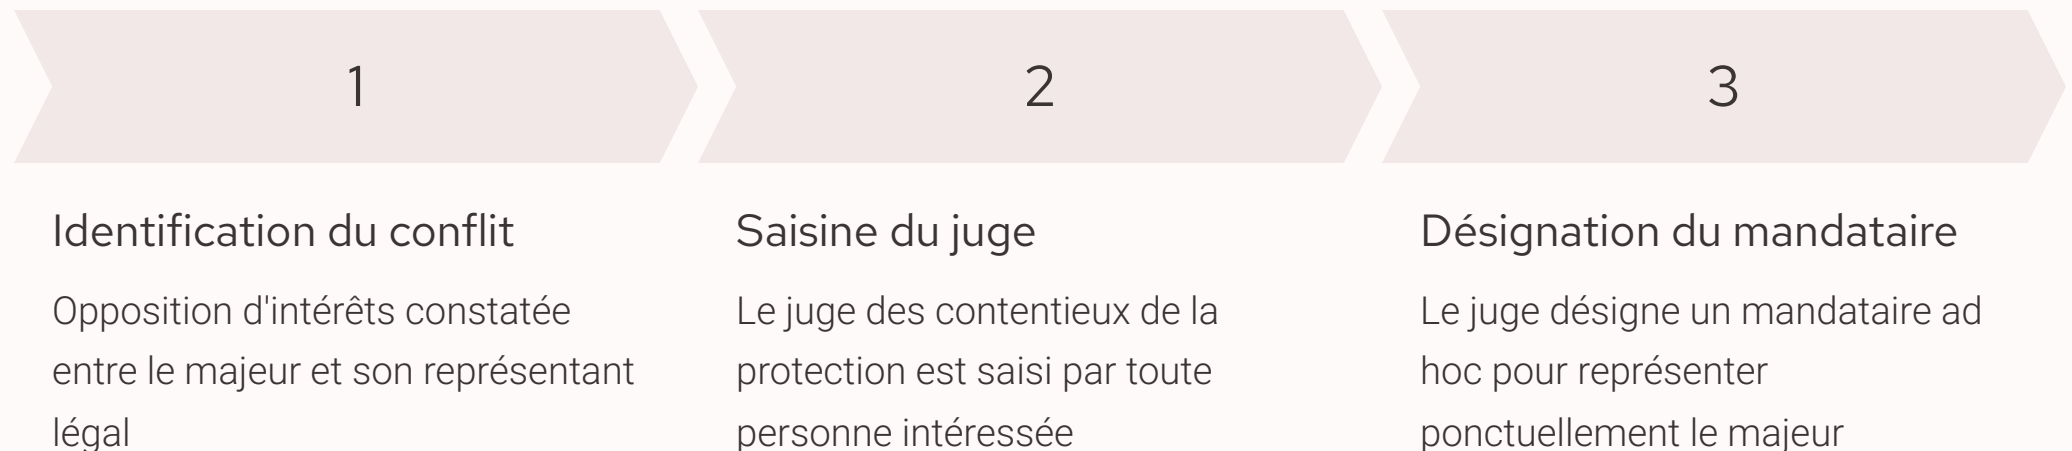 1
Identification du conflit
Opposition d'intérêts constatée
entre le majeur et son représentant
légal
2
Saisine du juge
Le juge des contentieux de la
protection est saisi par toute
personne intéressée
3
Désignation du mandataire
Le juge désigne un mandataire ad
hoc pour représenter
ponctuellement le majeur